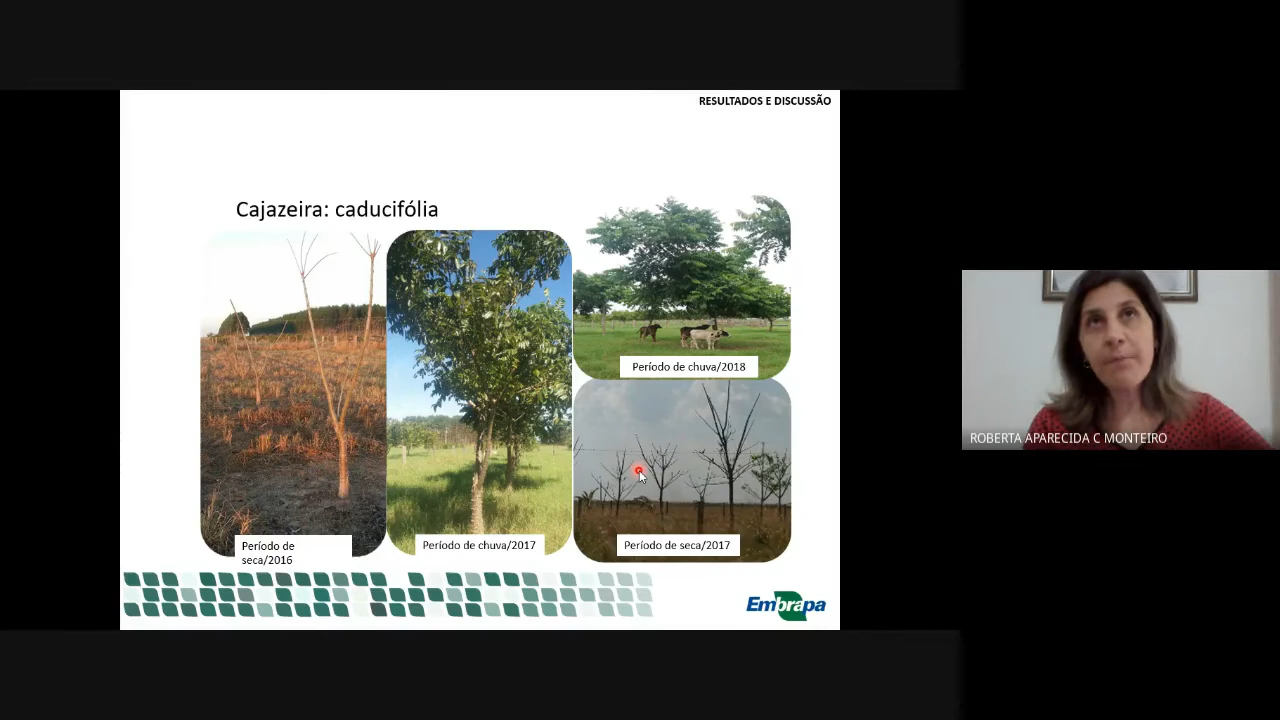 RESULTADOS E DISCUSSÃO
Cajazeira: caducifólia
Período de chuva/2018
Período de
seca/2016
Período de chuva/2017
Período de seca/2017
Embrapa
ROBERTA APARECIDA C MONTEIRO